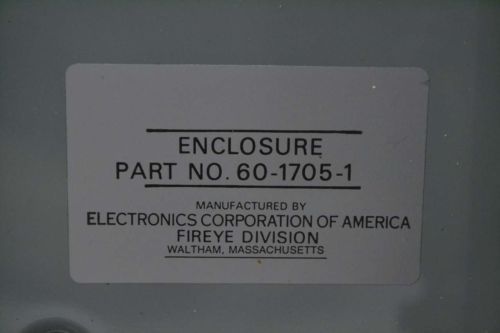 ENCLOSURE
PART NO. 60-1705-1
MANUFACTURED BY
ELECTRONICS CORPORATION OF AMERICA
FIREYE DIVISION
WALTHAM, MASSACHUSETTS